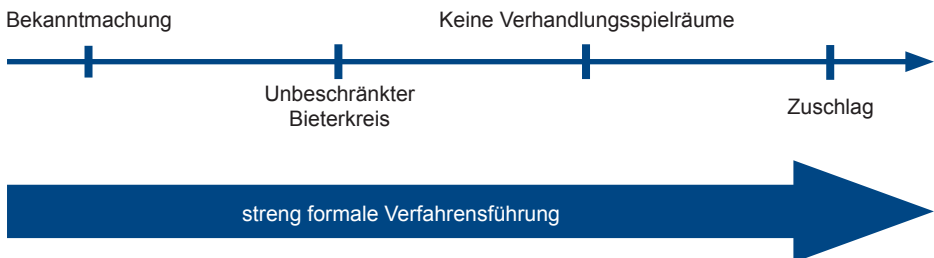 Bekanntmachung
Keine Verhandlungsspielräume
Unbeschränkter
Bieterkreis
Zuschlag
streng formale Verfahrensführung